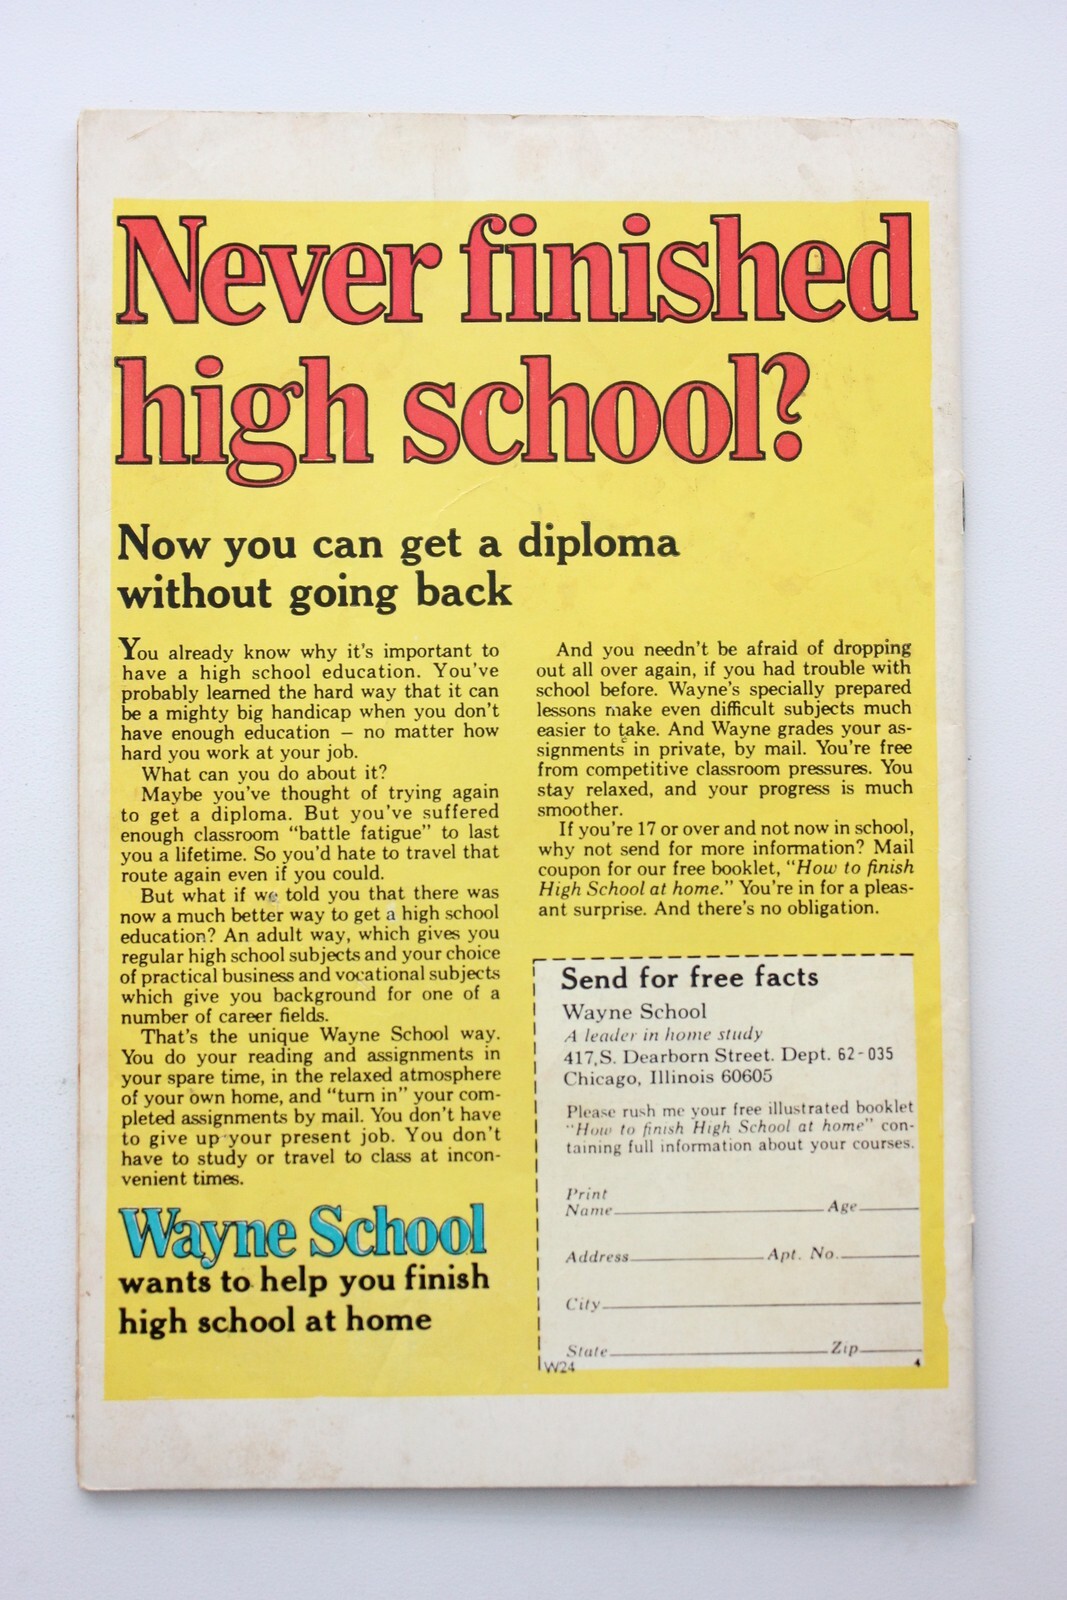 Never finished
high school?
Now you can get a diploma
without going back
You already know why it's important to
have a high school education. You've
probably learned the hard way that it can
be a mighty big handicap when you don't
have enough education – no matter how
hard you work at your job.
What can you do about it?
Maybe you've thought of trying again
to get a diploma. But you've suffered
enough classroom "battle fatigue" to last
you a lifetime. So you'd hate to travel that
route again even if you could.
But what if we told you that there was
now a much better way to get a high school
education? An adult way, which gives you
regular high school subjects and your choice
of practical business and vocational subjects
which give you background for one of a
number of career fields.
That's the unique Wayne School way.
You do your reading and assignments in
your spare time, in the relaxed atmosphere
of your own home, and "turn in" your com-
pleted assignments by mail. You don't have
to give up your present job. You don't
have to study or travel to class at incon-
venient times.
Wayne School
wants to help you finish
high school at home
And you needn't be afraid of dropping
out all over again, if you had trouble with
school before. Wayne's specially prepared
lessons make even difficult subjects much
easier to take. And Wayne grades your as-
signments in private, by mail. You're free
from competitive classroom pressures. You
stay relaxed, and your progress is much
smoother.
If you're 17 or over and not now in school,
why not send for more information? Mail
coupon for our free booklet, "How to finish
High School at home." You're in for a pleas-
ant surprise. And there's no obligation.
Send for free facts
Wayne School
A leader in home study
417 S. Dearborn Street. Dept. 62-035
Chicago, Illinois 60605
Please rush me your free illustrated booklet
"How to finish High School at home" con-
taining full information about your courses.
Print
Name Age
Address Apt. No.
City
State Zip
W24 4